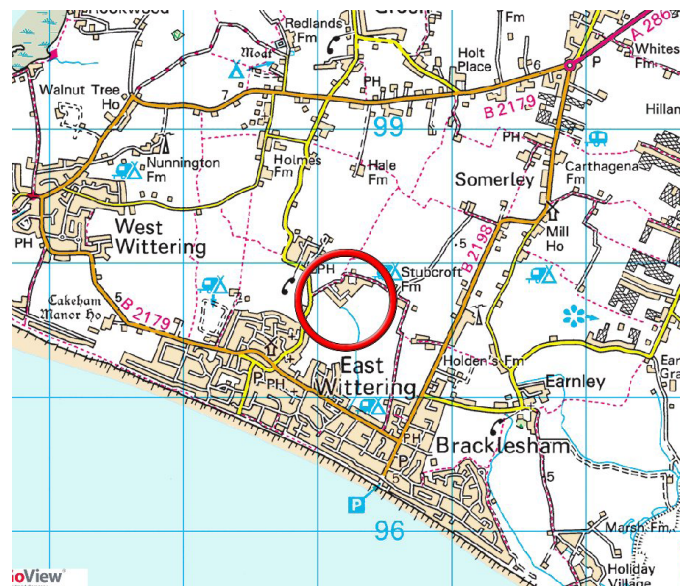 Redlands
Fm
Moat
Holt
Place
6
A 286
P
Whites
Fm
Walnut Tree
Ho
7
PH
B 2179
99
Hillan
PH
Nunnington
Fm
Holmes
Fm
Hale
Fm
Somerley
Carthagena
Fm
West
Wittering
PH
B 2198
5
Mill
Ho
PH
Stubcroft
Fm
Cakeham
Manor Ho
5
B 2179
East
Wittering
Holden's Fm
Earnley
P
PH
PH
Bracklesham
P
5
5
P
96
Marsh Fm
Holiday
Village
oView